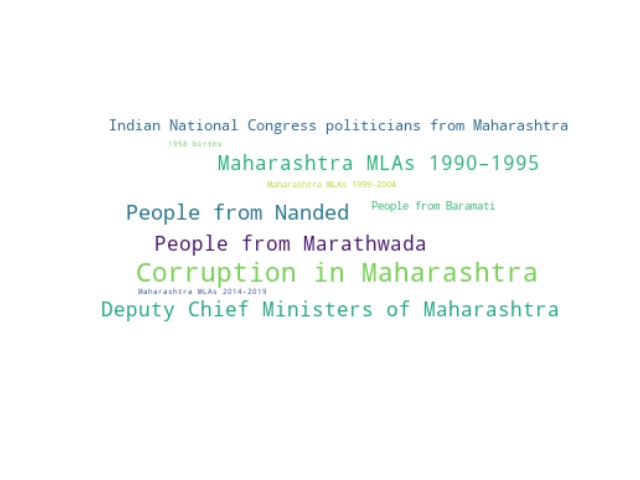 Indian National Congress politicians from Maharashtra
1958 births
Maharashtra MLAs 1990–1995
Maharashtra MLAs 1999–2004
People from Baramati
People from Nanded
People from Marathwada
Corruption in Maharashtra
Maharashtra MLAs 2014–2019
Deputy Chief Ministers of Maharashtra